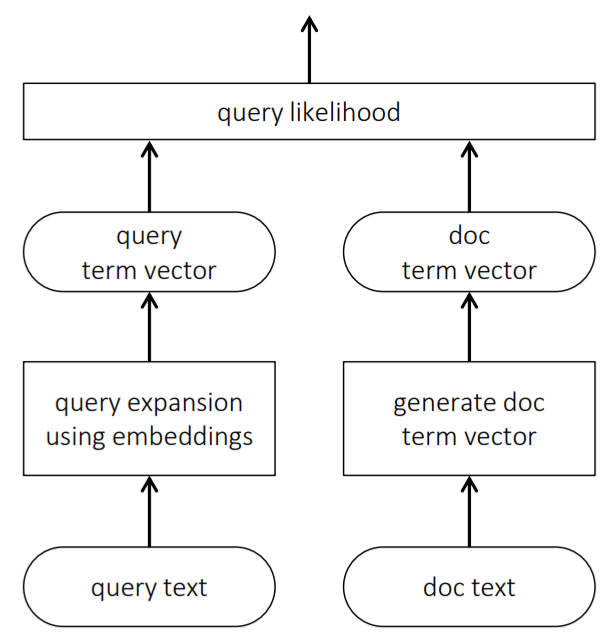 query likelihood
query
term vector
doc
term vector
query expansion
using embeddings
generate doc
term vector
query text
doc text